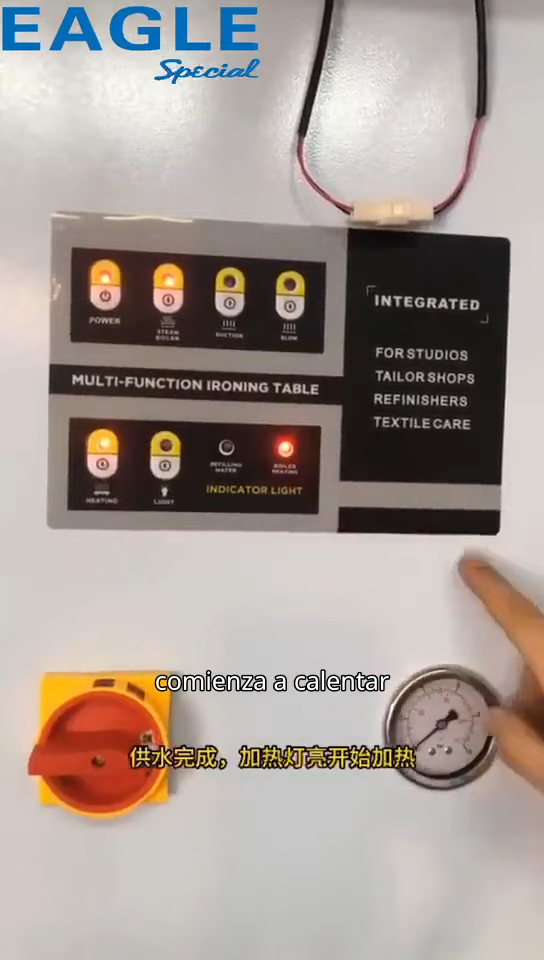 EAGLE
Special
INTEGRATED
FOR STUDIOS
TAILOR SHOPS
REFINISHERS
TEXTILE CARE
POWER
STEAM
BOILER
SUCTION
BLOW
MULTI-FUNCTION IRONING TABLE
HEATING
LIGHT
REFILLING
WATER
BOILER
HEATING
INDICATOR LIGHT
comienza a calentar
供水完成，加热灯亮开始加热